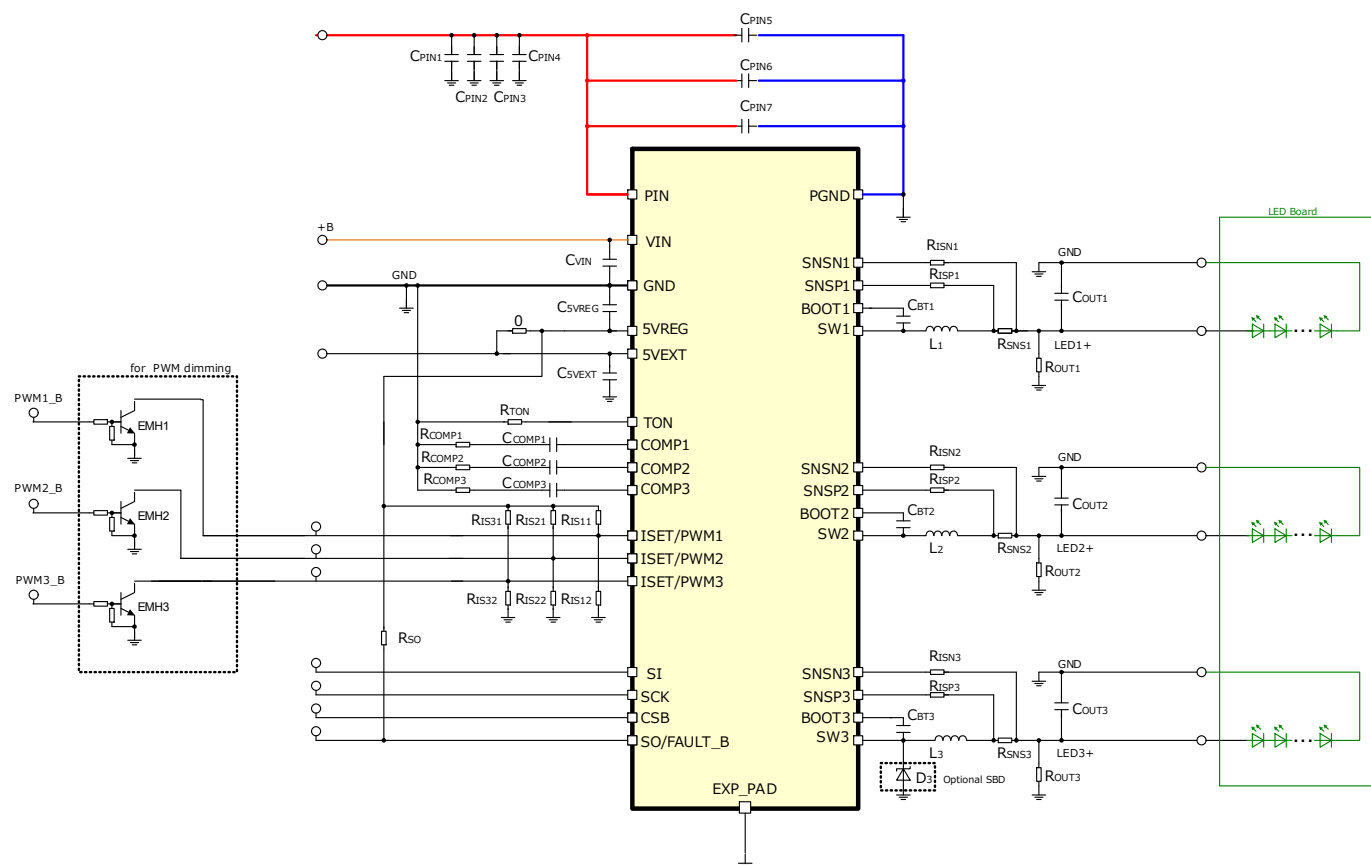 CPIN5
CPIN1 CPIN4
CPIN2 CPIN3
CPIN6
CPIN7
PIN PGND
+B
VIN
LED Board
CVIN
RISN1
GND
SNSN1
GND
GND
RISP1
SNSP1
C5VREG
CBT1
COUT1
BOOT1
0
5VREG
SW1
L1
RSNS1
LED1+
5VEXT
C5VEXT
ROUT1
for PWM dimming
PWM1_B
EMH1
RTON
TON
RCOMP1 CCOMP1 COMP1
RCOMP2 CCOMP2 COMP2
RCOMP3 CCOMP3 COMP3
SNSN2
RISN2
GND
SNSP2
RISP2
PWM2_B
EMH2
BOOT2
CBT2
COUT2
RIS31 RIS21 RIS11
ISET/PWM1
SW2
L2
RSNS2
LED2+
ISET/PWM2
ROUT2
PWM3_B
EMH3
ISET/PWM3
RIS32 RIS22 RIS12
RSO
SI
SNSN3
RISN3
GND
SCK
SNSP3
RISP3
CSB
BOOT3
CBT3
COUT3
SO/FAULT_B
SW3
L3
RSNS3
LED3+
D3 Optional SBD
ROUT3
EXP_PAD